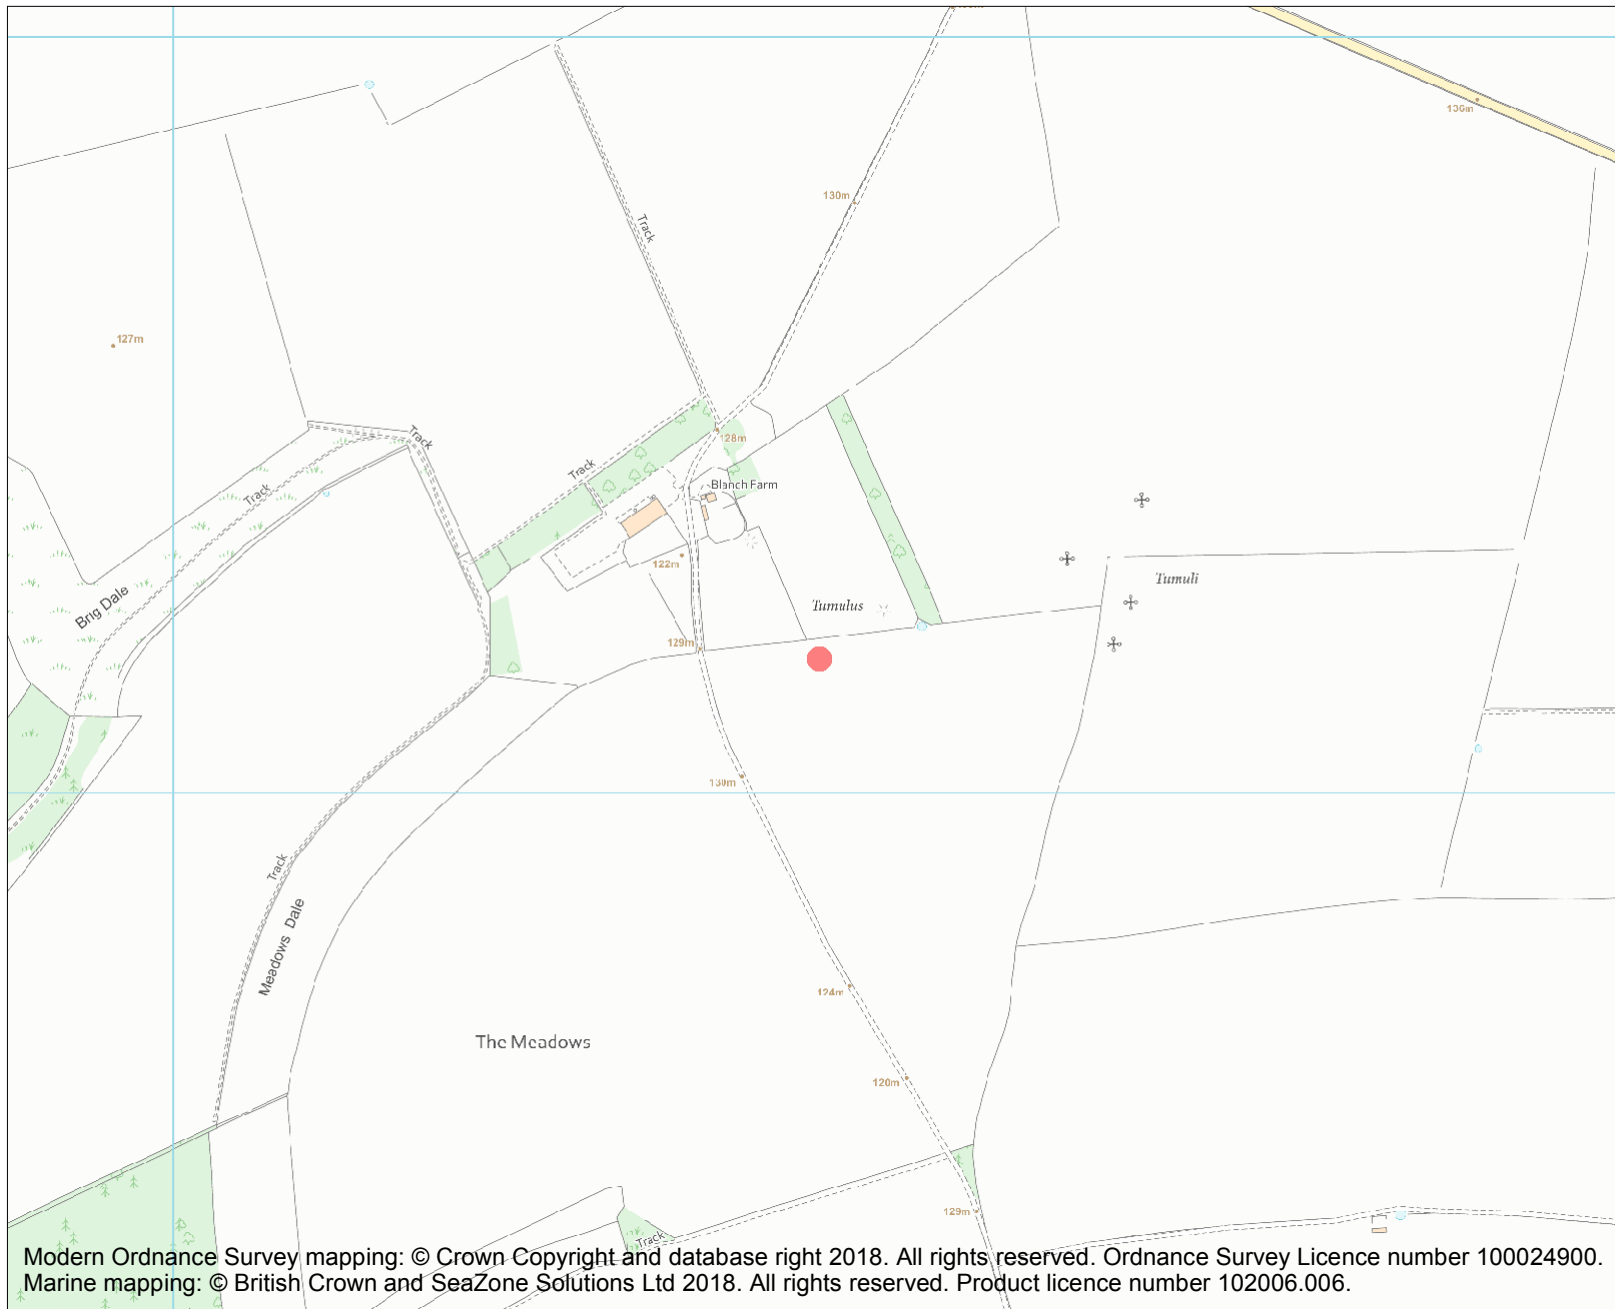 136m
130m
Track
127m
Track
128m
Track
Blanch Farm
Track
122m
Tumuli
Brig Dale
Tumulus
129m
130m
Track
Meadows Dale
124m
The Meadows
120m
129m
Track
Modern Ordnance Survey mapping: © Crown Copyright and database right 2018. All rights reserved. Ordnance Survey Licence number 100024900.
Marine mapping: © British Crown and SeaZone Solutions Ltd 2018. All rights reserved. Product licence number 102006.006.